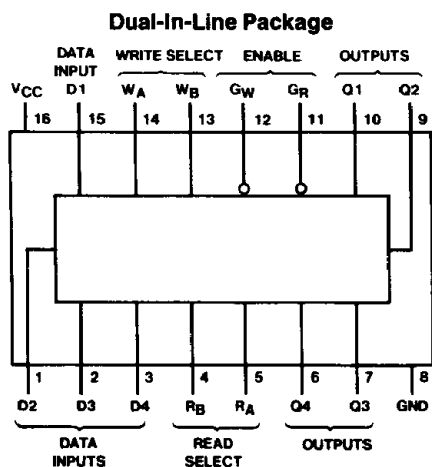 Dual-In-Line Package
DATA INPUT WRITE SELECT ENABLE OUTPUTS
VCC D1 WA WB GW GR Q1 Q2
16 15 14 13 12 11 10 9
1 2 3 4 5 6 7 8
D2 D3 D4 RB RA Q4 Q3 GND
DATA INPUTS READ SELECT OUTPUTS